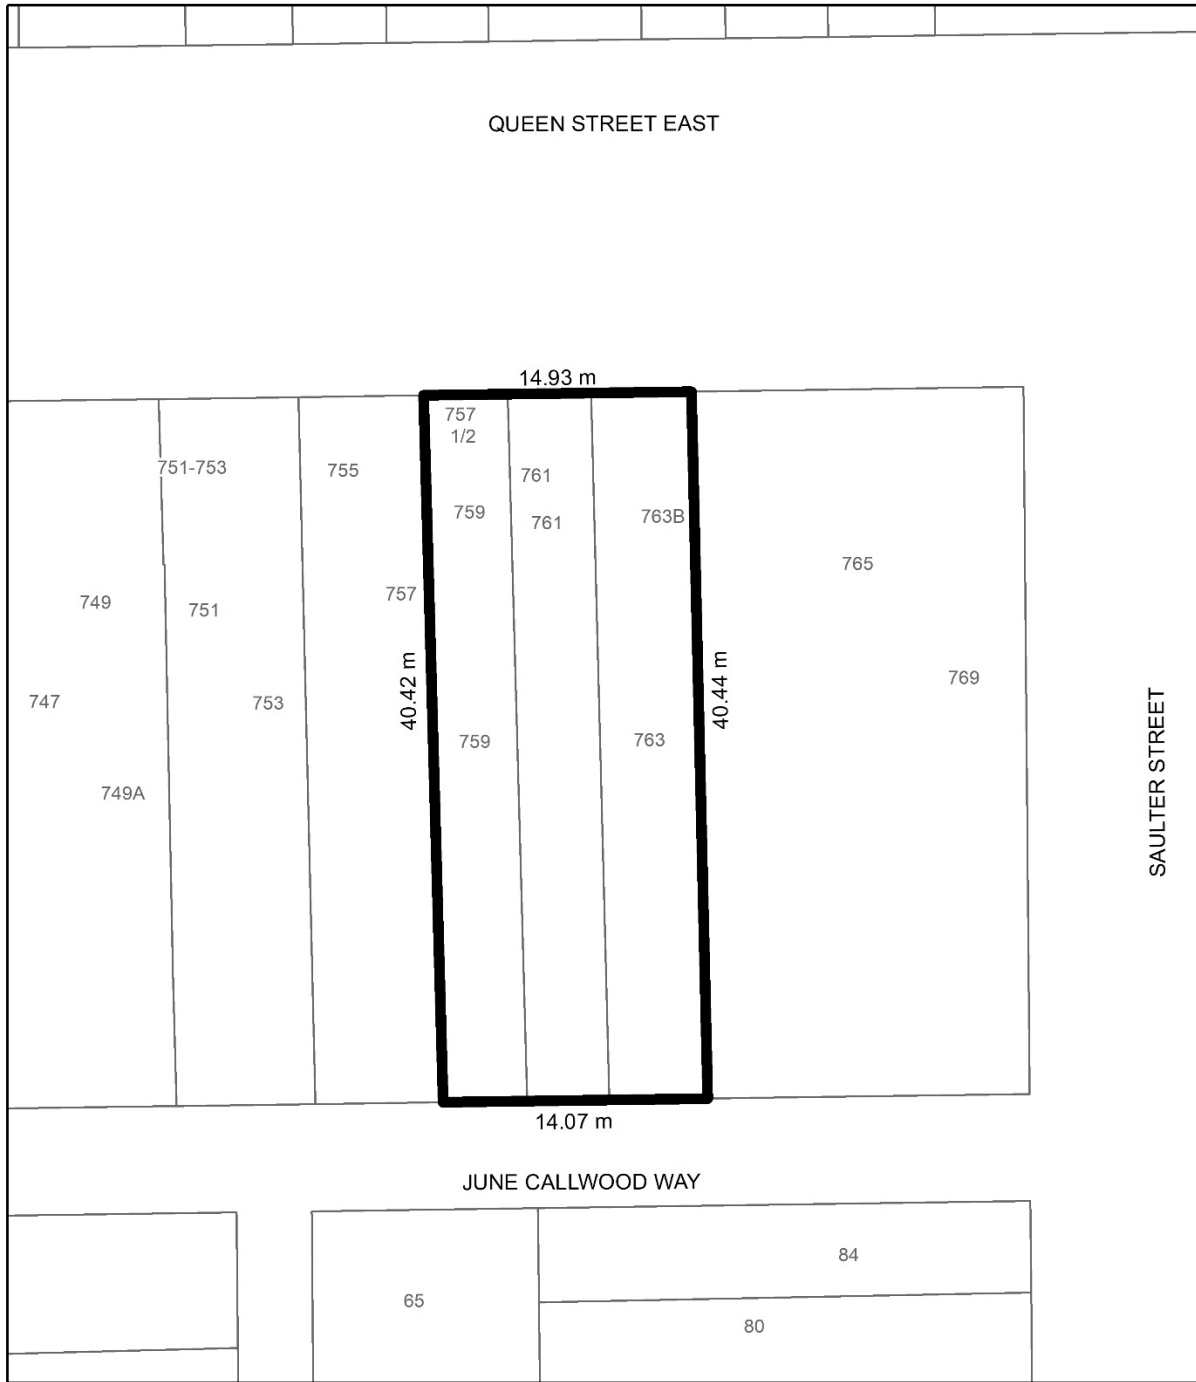 QUEEN STREET EAST
14.93 m
757
1/2
751-753
755
761
759
761
763B
765
757
749
751
769
40.42 m
40.44 m
747
753
759
763
SAULTER STREET
749A
14.07 m
JUNE CALLWOOD WAY
84
65
80